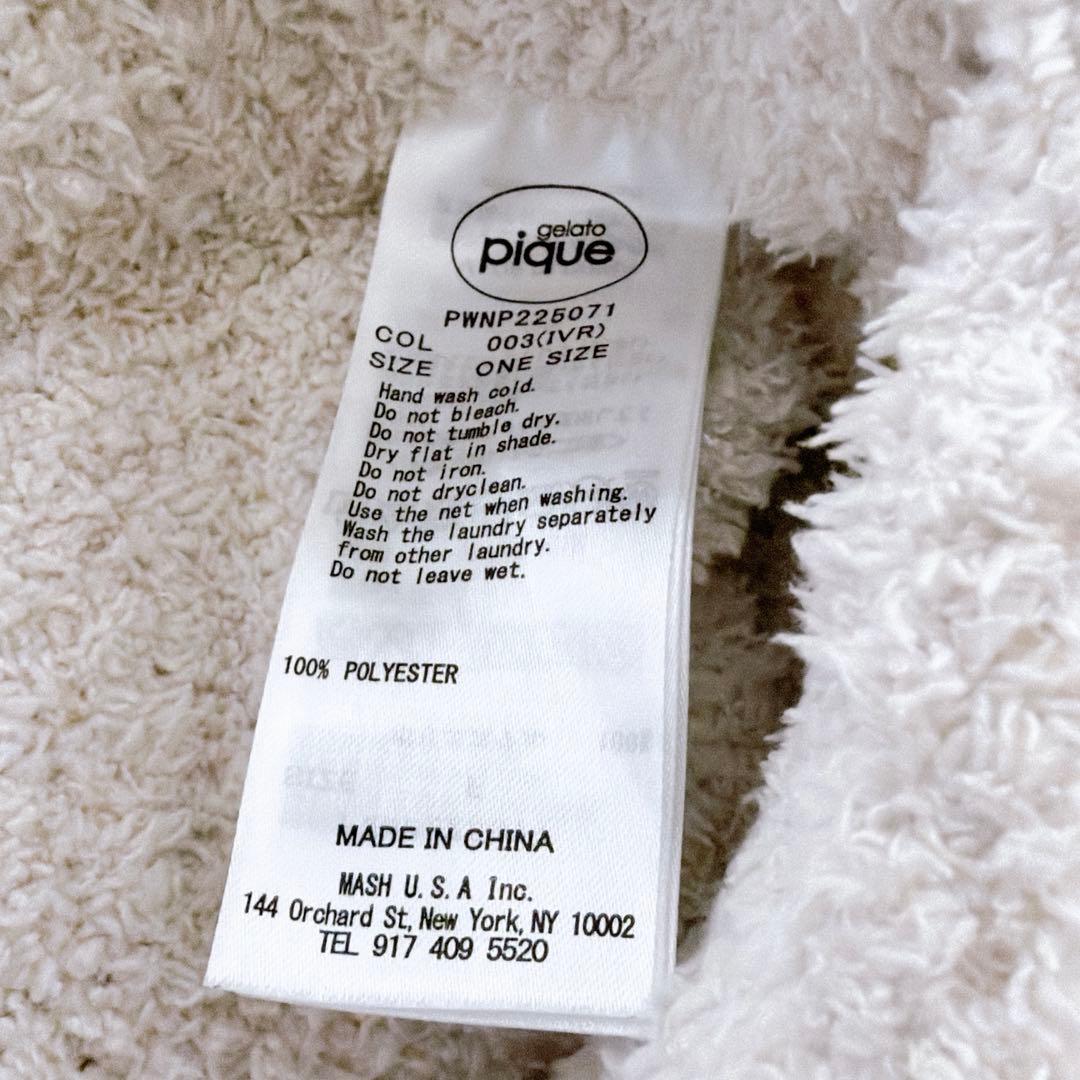 gelato
pique
PWNP225071
COL 003(IVR)
SIZE ONE SIZE
Hand wash cold.
Do not bleach.
Do not tumble dry.
Dry flat in shade.
Do not iron.
Do not dryclean.
Use the net when washing.
Wash the laundry separately
from other laundry.
Do not leave wet.
100% POLYESTER
MADE IN CHINA
MASH U.S.A Inc.
144 Orchard St, New York, NY 10002
TEL 917 409 5520